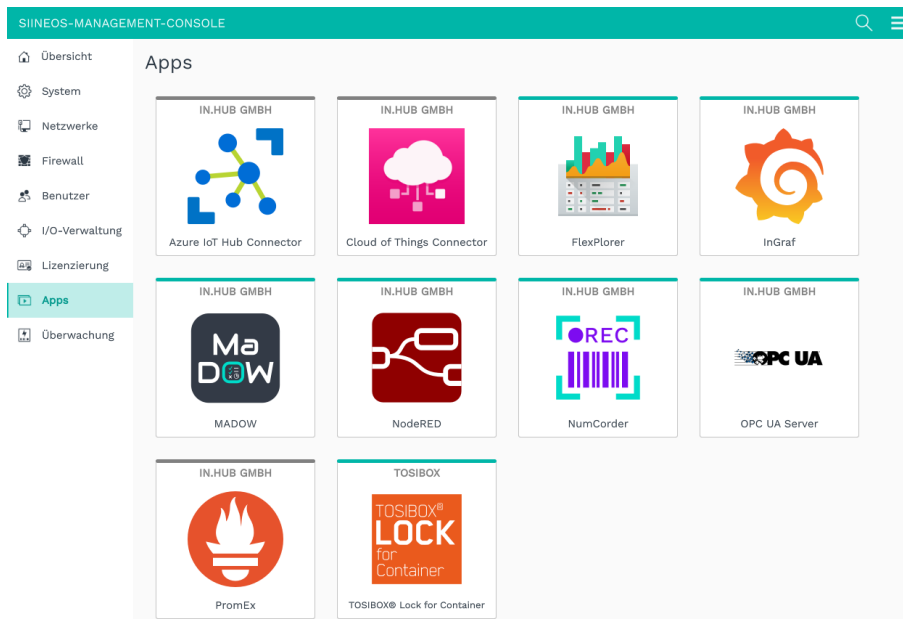 SIINEOS-MANAGEMENT-CONSOLE
Übersicht
System
Netzwerke
Firewall
Benutzer
I/O-Verwaltung
Lizenzierung
Apps
Überwachung
Apps
IN.HUB GMBH
Azure IoT Hub Connector
IN.HUB GMBH
Cloud of Things Connector
IN.HUB GMBH
FlexPlorer
IN.HUB GMBH
InGraf
IN.HUB GMBH
Ma
DOW
MADOW
IN.HUB GMBH
NodeRED
IN.HUB GMBH
REC
NumCorder
IN.HUB GMBH
OPC UA
OPC UA Server
IN.HUB GMBH
PromEx
TOSIBOX
TOSIBOX®
LOCK
for
Container
TOSIBOX® Lock for Container